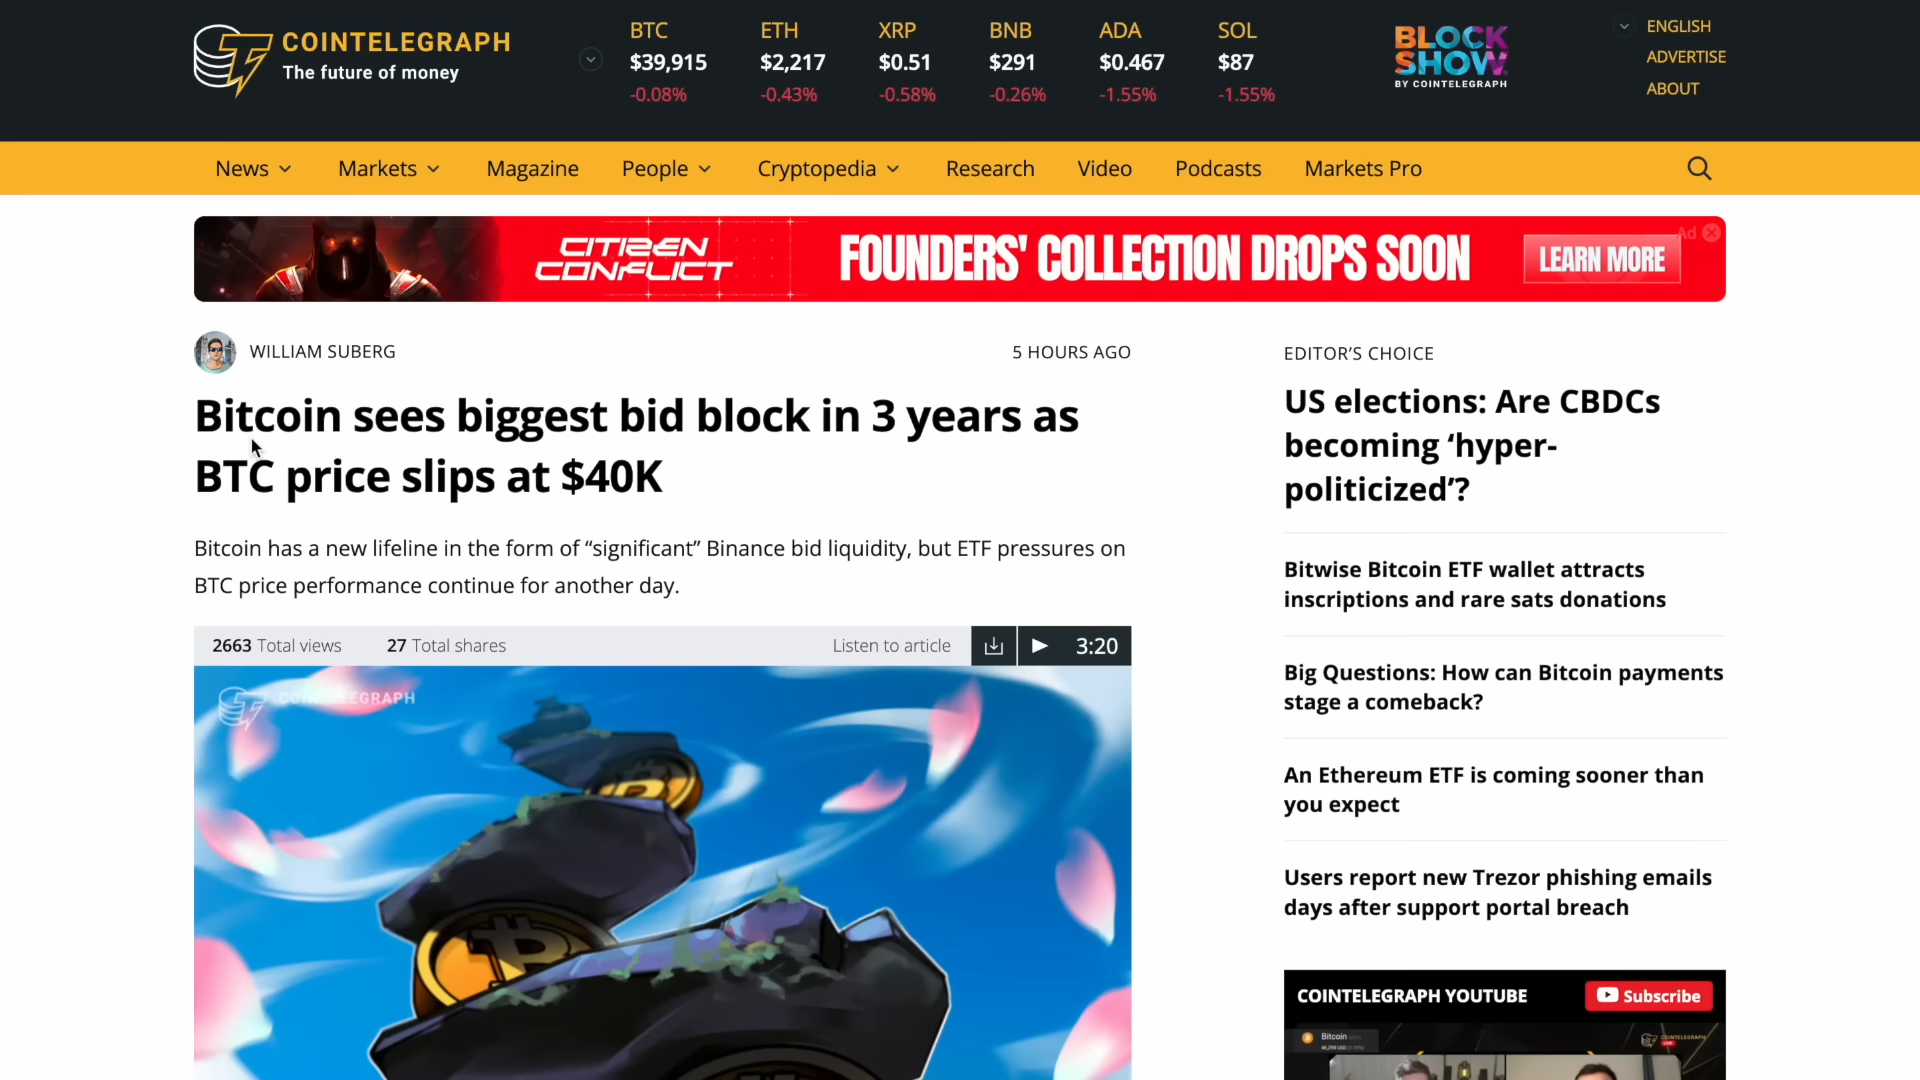 COINTELEGRAPH
The future of money
BTC
$39,915
-0.08%
ETH
$2,217
-0.43%
XRP
$0.51
-0.58%
BNB
$291
-0.26%
ADA
$0.467
-1.55%
SOL
$87
-1.55%
BLOCK
SHOW
BY COINTELEGRAPH
ENGLISH
ADVERTISE
ABOUT
News
Markets
Magazine
People
Cryptopedia
Research
Video
Podcasts
Markets Pro
CITIZEN
CONFLICT
FOUNDERS' COLLECTION DROPS SOON
LEARN MORE
Ad
WILLIAM SUBERG
5 HOURS AGO
Bitcoin sees biggest bid block in 3 years as
BTC price slips at $40K
Bitcoin has a new lifeline in the form of “significant” Binance bid liquidity, but ETF pressures on
BTC price performance continue for another day.
2663 Total views
27 Total shares
Listen to article
3:20
COINTELEGRAPH
EDITOR’S CHOICE
US elections: Are CBDCs
becoming ‘hyper-
politicized’?
Bitwise Bitcoin ETF wallet attracts
inscriptions and rare sats donations
Big Questions: How can Bitcoin payments
stage a comeback?
An Ethereum ETF is coming sooner than
you expect
Users report new Trezor phishing emails
days after support portal breach
COINTELEGRAPH YOUTUBE
Subscribe
Bitcoin
COINTELEGRAPH